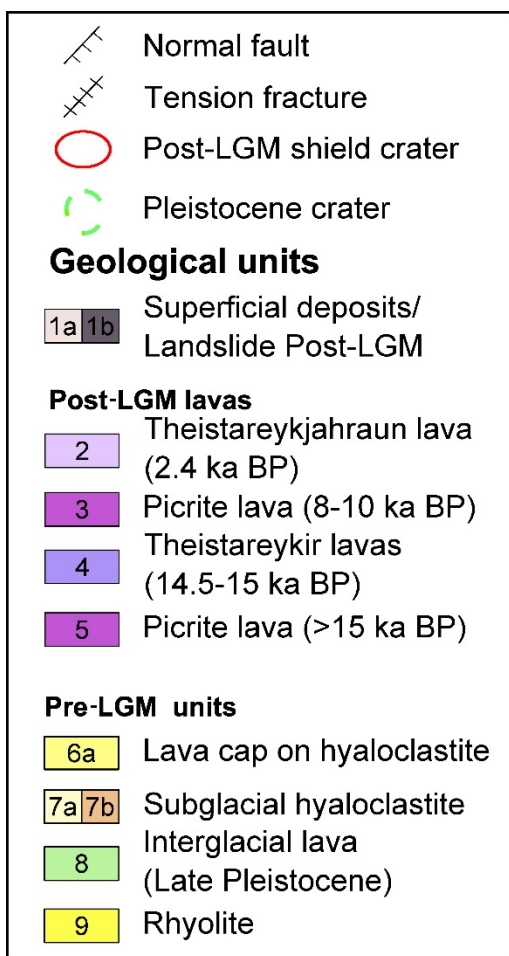 Normal fault
Tension fracture
Post-LGM shield crater
Pleistocene crater
Geological units
1a 1b Superficial deposits/
Landslide Post-LGM
Post-LGM lavas
2 Theistareykjahraun lava
(2.4 ka BP)
3 Picrite lava (8-10 ka BP)
4 Theistareykir lavas
(14.5-15 ka BP)
5 Picrite lava (>15 ka BP)
Pre-LGM units
6a Lava cap on hyaloclastite
7a 7b Subglacial hyaloclastite
8 Interglacial lava
(Late Pleistocene)
9 Rhyolite